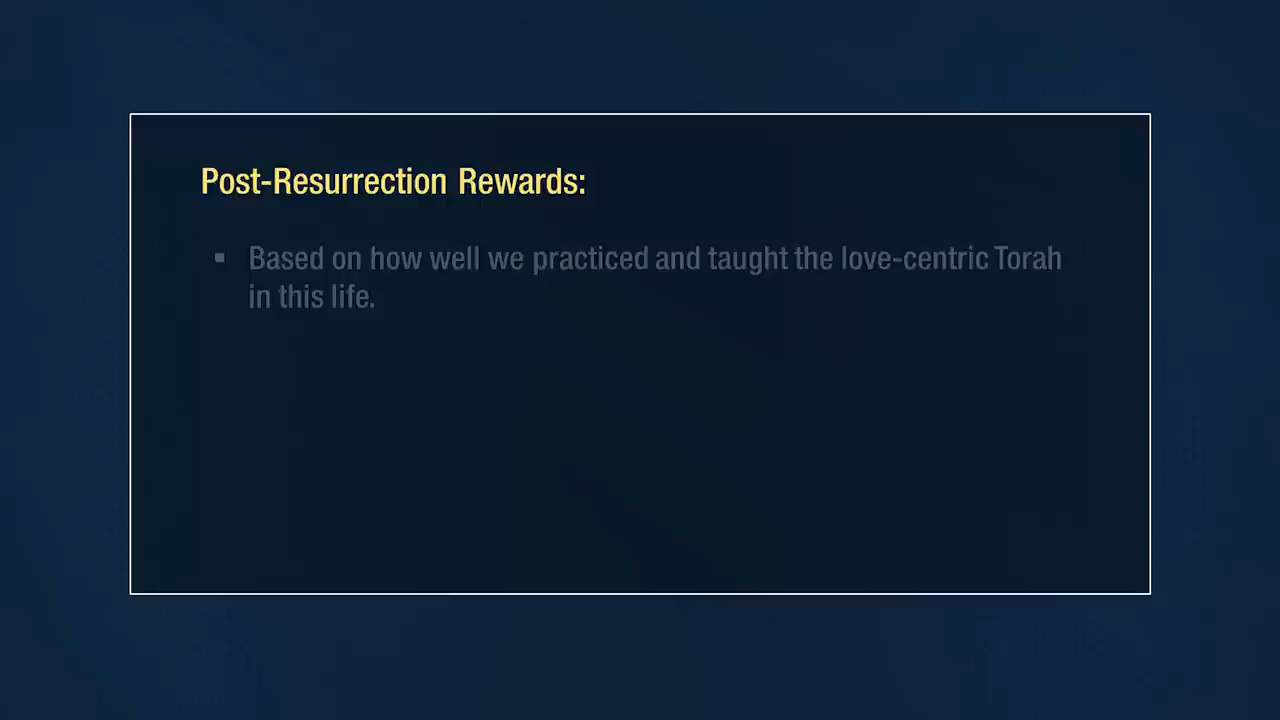 Post-Resurrection Rewards:
▪ Based on how well we practiced and taught the love-centric Torah
in this life.